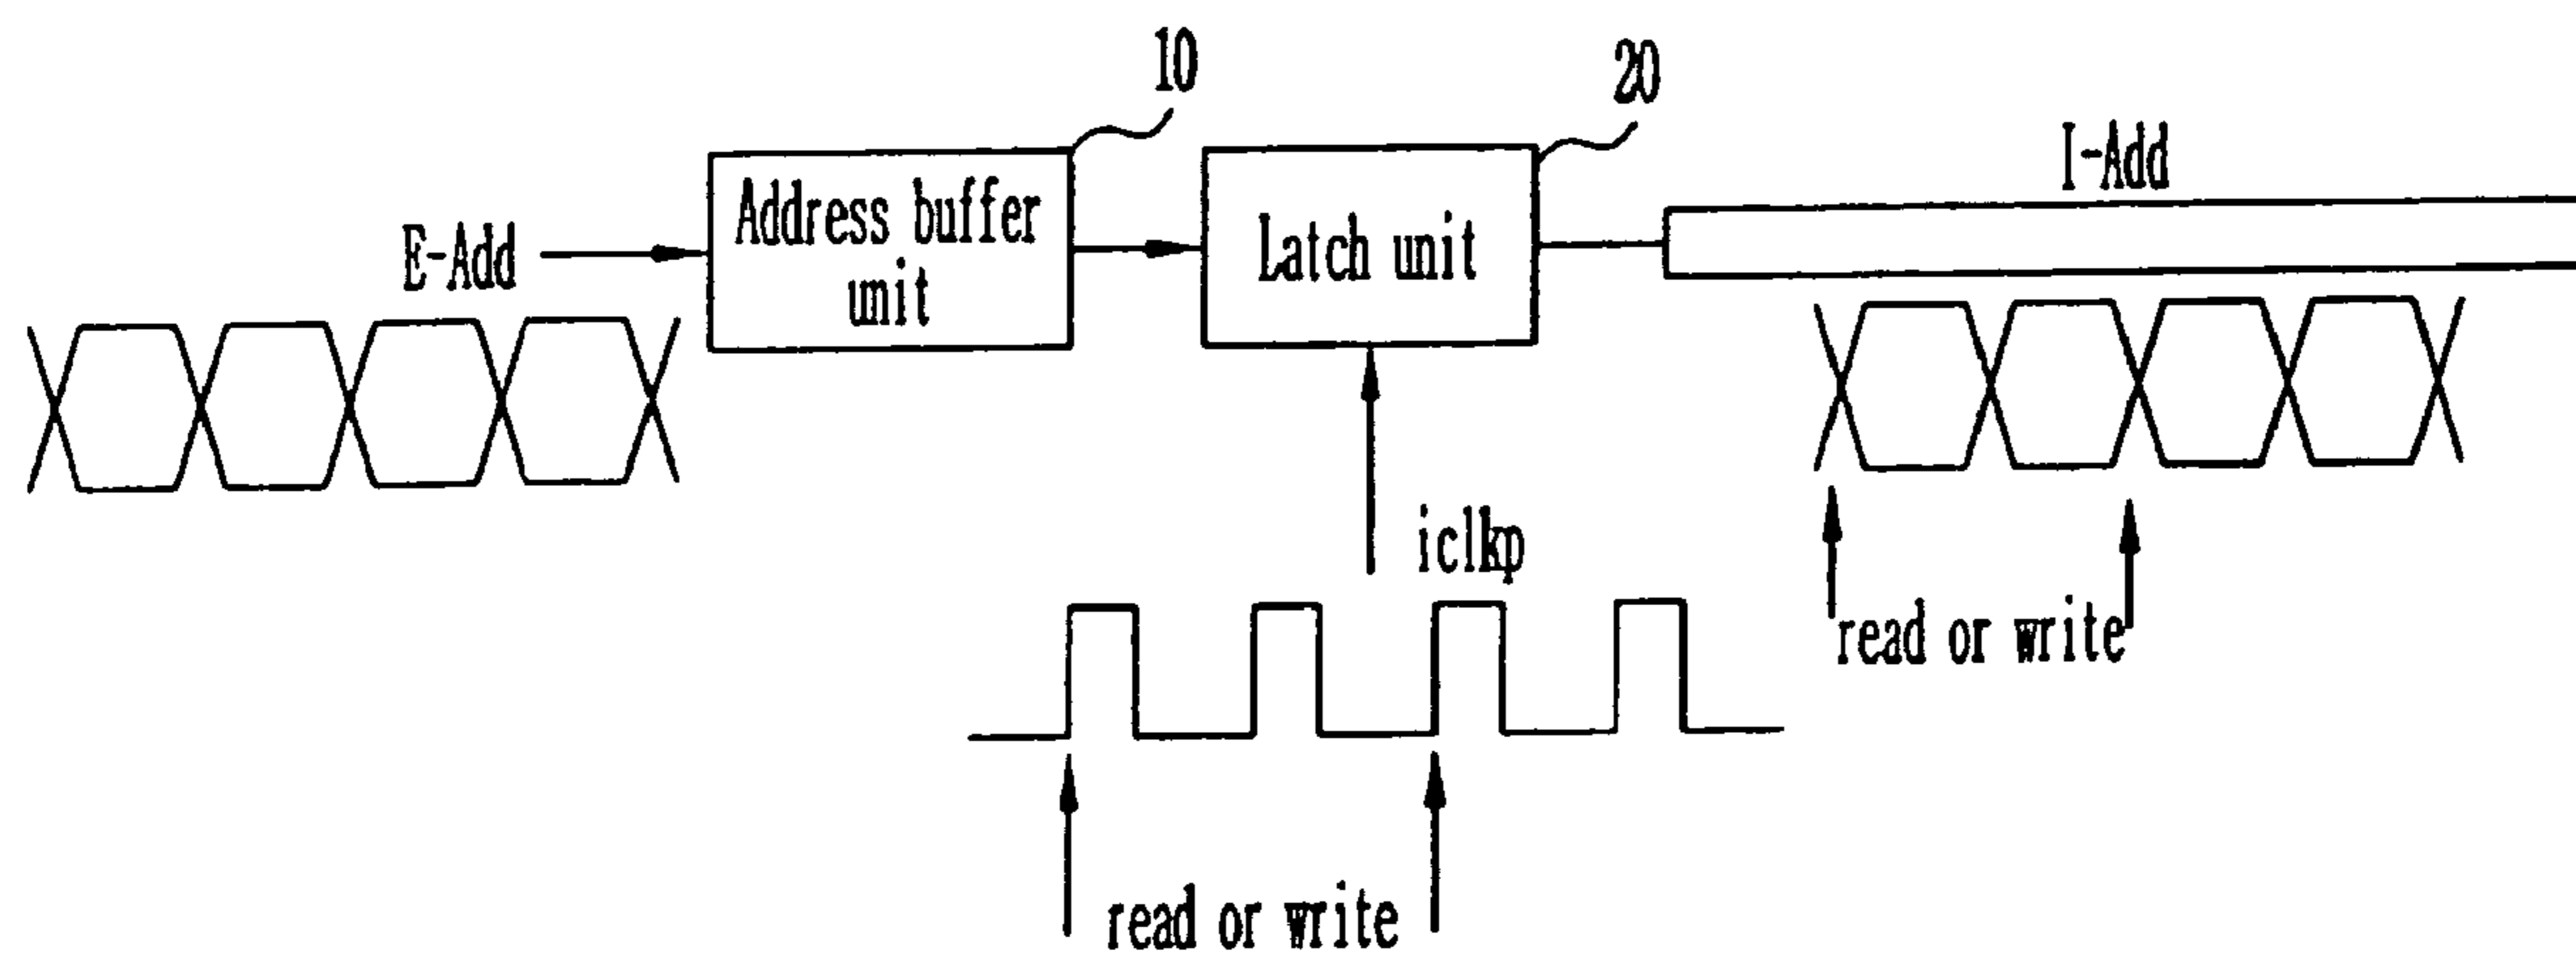 10
20
I-Add
E-Add
Address buffer
unit
Latch unit
iclkp
read or write
read or write